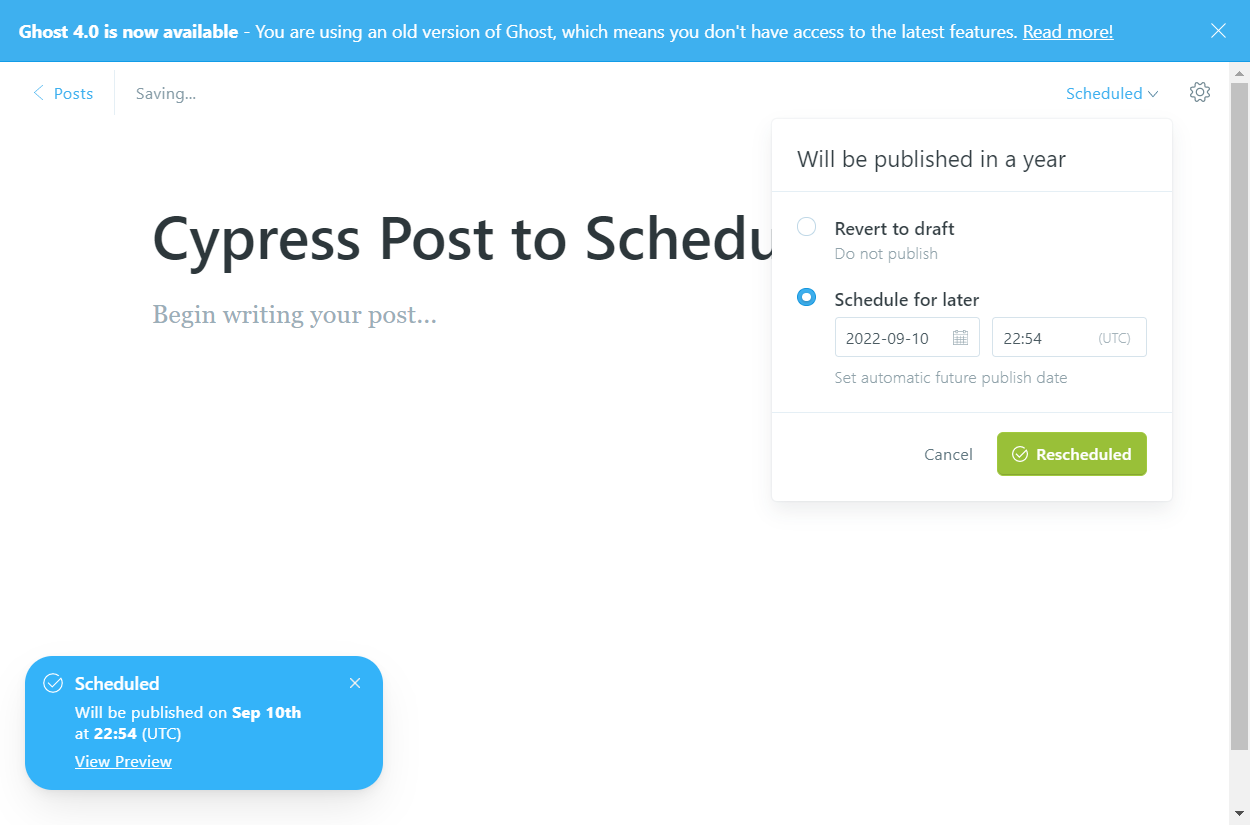 Ghost 4.0 is now available - You are using an old version of Ghost, which means you don't have access to the latest features. Read more!
Posts
Saving...
Scheduled
Will be published in a year
Cypress Post to Schedu
Begin writing your post...
Revert to draft
Do not publish
Schedule for later
2022-09-10
22:54 (UTC)
Set automatic future publish date
Cancel
Rescheduled
Scheduled
Will be published on Sep 10th
at 22:54 (UTC)
View Preview